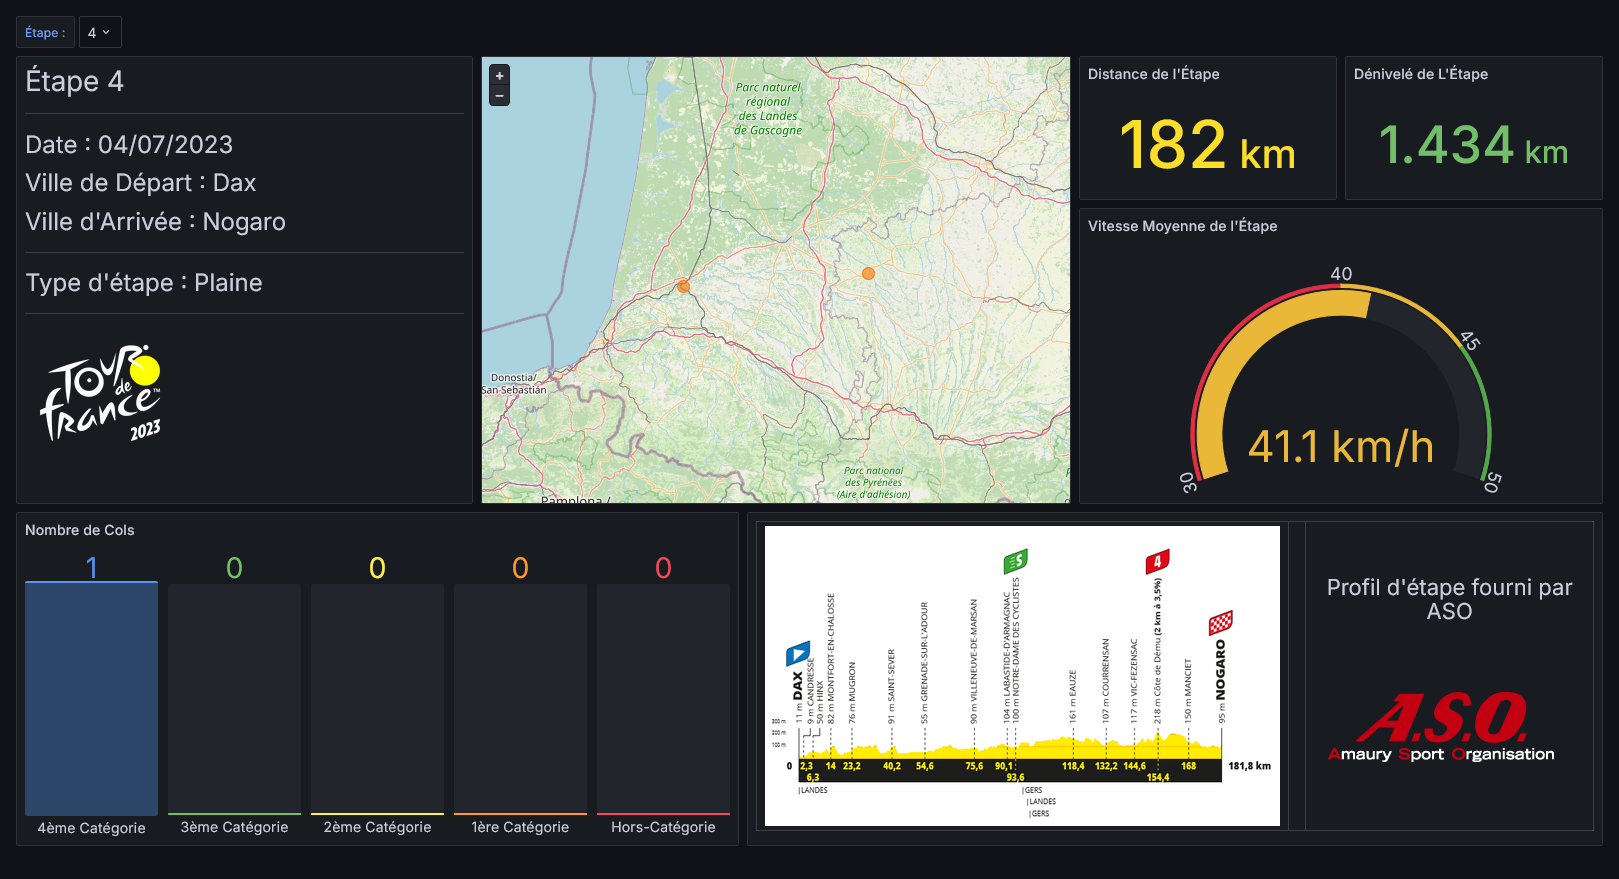 Étape :
4
Étape 4
Date : 04/07/2023
Ville de Départ : Dax
Ville d'Arrivée : Nogaro
Type d'étape : Plaine
TOUR
de
france™
2023
+
−
Parc naturel
régional
des Landes
de Gascogne
Donostia/
San-Sebastián
Pamplona /
Parc national
des Pyrénées
(Aire d'adhésion)
Distance de l'Étape
182 km
Dénivelé de L'Étape
1.434 km
Vitesse Moyenne de l'Étape
30
40
45
50
41.1 km/h
Nombre de Cols
1
0
0
0
0
4ème Catégorie
3ème Catégorie
2ème Catégorie
1ère Catégorie
Hors-Catégorie
S
4
11 m DAX
9 m CANDRESSE
50 m HINX
82 m MONTFORT-EN-CHALOSSE
76 m MUGRON
91 m SAINT-SEVER
55 m GRENADE-SUR-L'ADOUR
90 m VILLENEUVE-DE-MARSAN
104 m LABASTIDE-D'ARMAGNAC
100 m NOTRE-DAME DES CYCLISTES
161 m EAUZE
107 m COURRENSAN
117 m VIC-FEZENSAC
218 m Côte de Dému (2 km à 3,5%)
150 m MANCIET
95 m NOGARO
300 m
200 m
100 m
0
2,3
6,3
14
23,2
40,2
54,6
75,6
90,1
93,6
118,4
132,2
144,6
154,4
168
181,8 km
|LANDES
|GERS
|LANDES
|GERS
Profil d'étape fourni par
ASO
A.S.O.
Amaury Sport Organisation